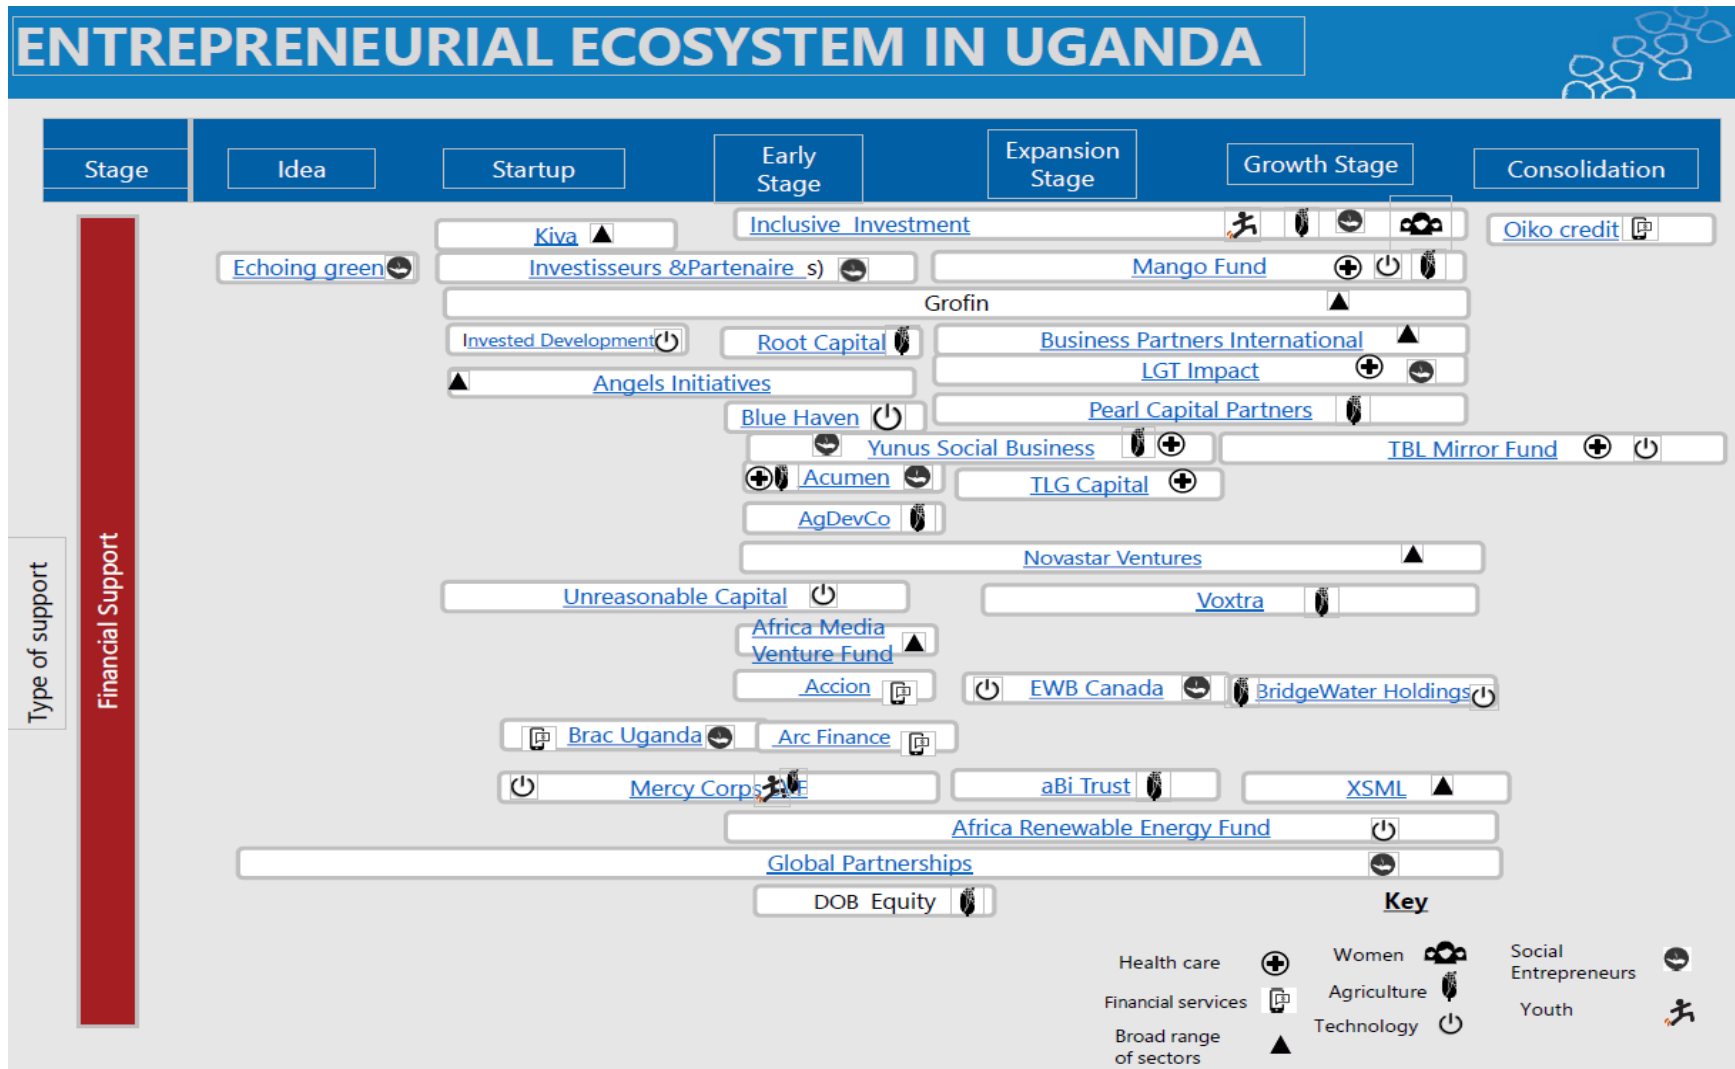 ENTREPRENEURIAL ECOSYSTEM IN UGANDA
Stage
Idea
Startup
Early
Stage
Expansion
Stage
Growth Stage
Consolidation
Type of support
Financial Support
Kiva
Inclusive Investment
Oiko credit
Echoing green
Investisseurs &Partenaire s)
Mango Fund
Grofin
Invested Development
Root Capital
Business Partners International
Angels Initiatives
LGT Impact
Blue Haven
Pearl Capital Partners
Yunus Social Business
TBL Mirror Fund
Acumen
TLG Capital
AgDevCo
Novastar Ventures
Unreasonable Capital
Voxtra
Africa Media
Venture Fund
Accion
EWB Canada
BridgeWater Holdings
Brac Uganda
Arc Finance
Mercy Corps
aBi Trust
XSML
Africa Renewable Energy Fund
Global Partnerships
DOB Equity
Key
Health care
Women
Social
Entrepreneurs
Financial services
Agriculture
Youth
Broad range
of sectors
Technology